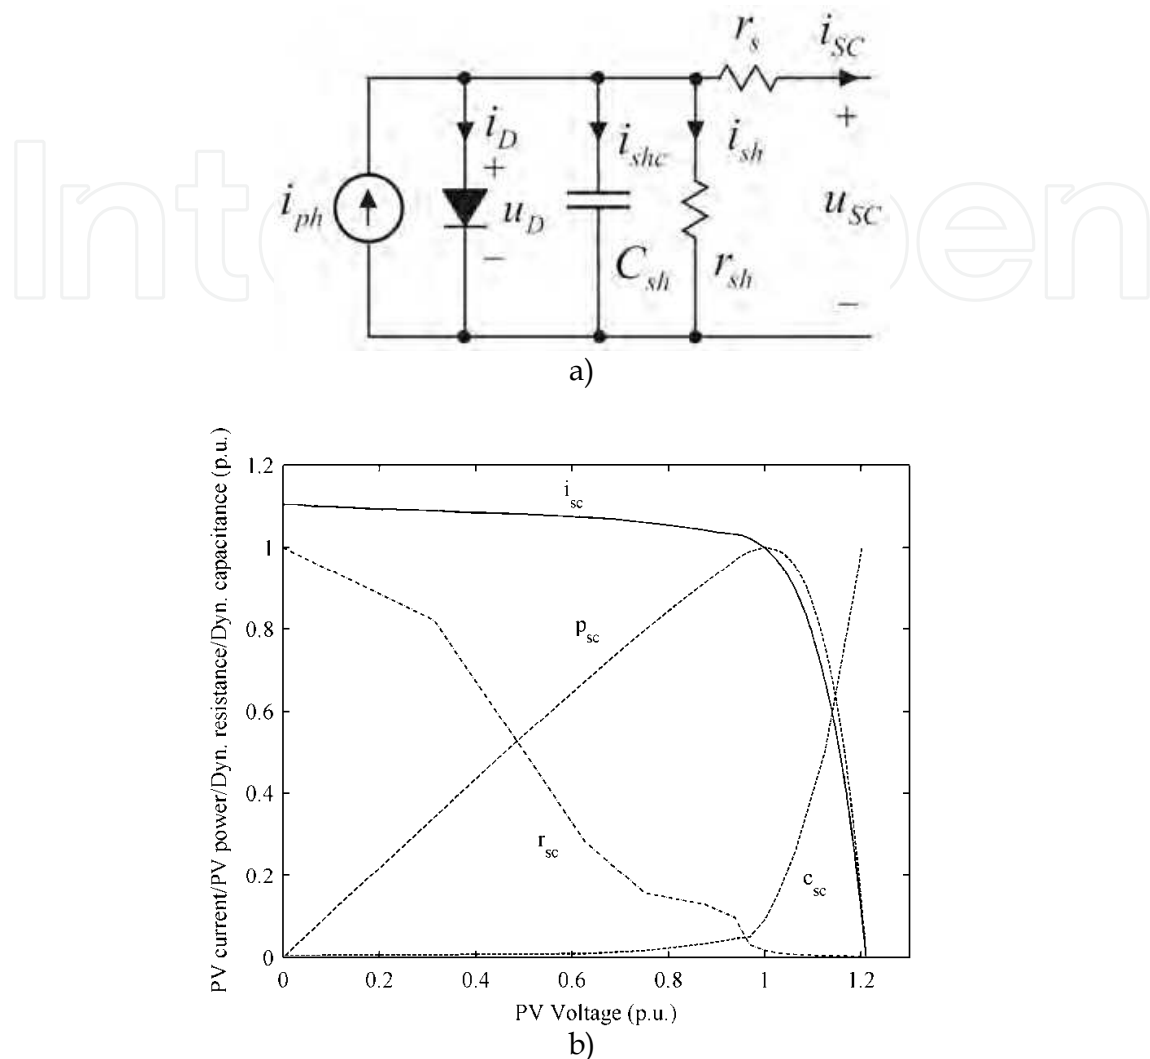 r_s i_SC
+
i_D i_shc i_sh
+
i_ph u_D u_SC
−
C_sh r_sh −
a)
PV current/PV power/Dyn. resistance/Dyn. capacitance (p.u.)
1.2
1
0.8
0.6
0.4
0.2
0
i_sc
p_sc
r_sc
c_sc
0 0.2 0.4 0.6 0.8 1 1.2
PV Voltage (p.u.)
b)